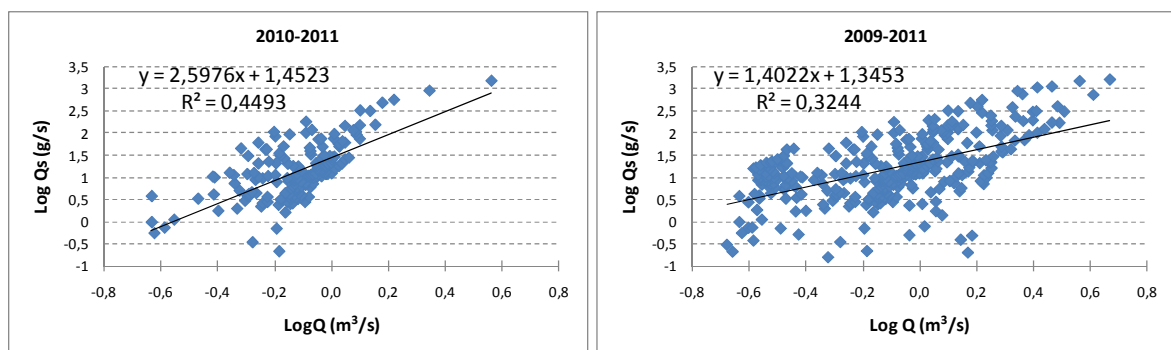 2010-2011
y = 2,5976x + 1,4523
R² = 0,4493
3,5
3
2,5
2
1,5
1
0,5
0
-0,5
-1
Log Qs (g/s)
-0,8 -0,6 -0,4 -0,2 0,0 0,2 0,4 0,6 0,8
LogQ (m³/s)
2009-2011
y = 1,4022x + 1,3453
R² = 0,3244
3,5
3
2,5
2
1,5
1
0,5
0
-0,5
-1
Log Qs (g/s)
-0,8 -0,6 -0,4 -0,2 0,0 0,2 0,4 0,6 0,8
Log Q (m³/s)